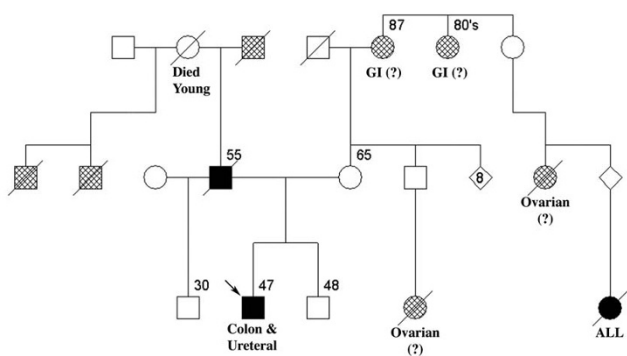 87
80's
Died
Young
GI (?)
GI (?)
55
65
8
Ovarian
(?)
30
47
48
Colon &
Ureteral
Ovarian
(?)
ALL